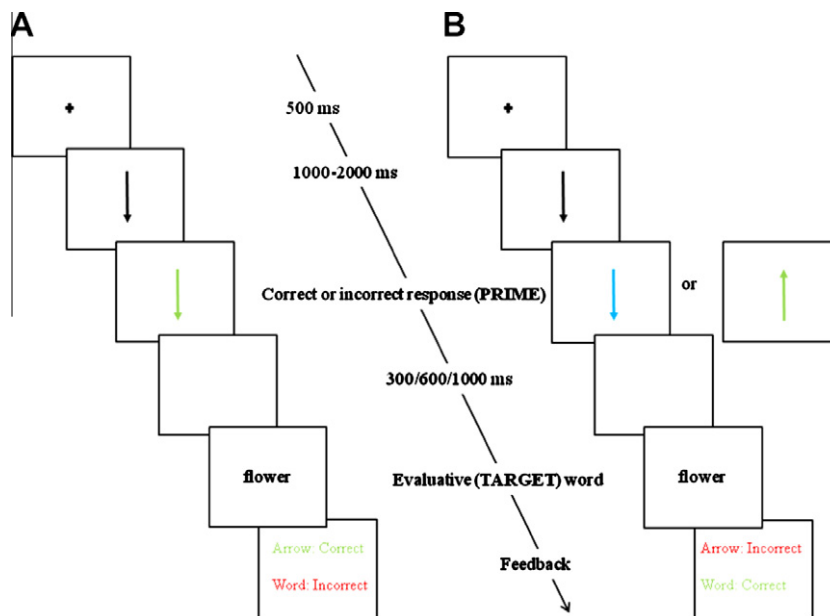 A
B
+
+
500 ms
1000-2000 ms
Correct or incorrect response (PRIME)
or
300/600/1000 ms
flower
Evaluative (TARGET) word
flower
Arrow: Correct
Word: Incorrect
Feedback
Arrow: Incorrect
Word: Correct